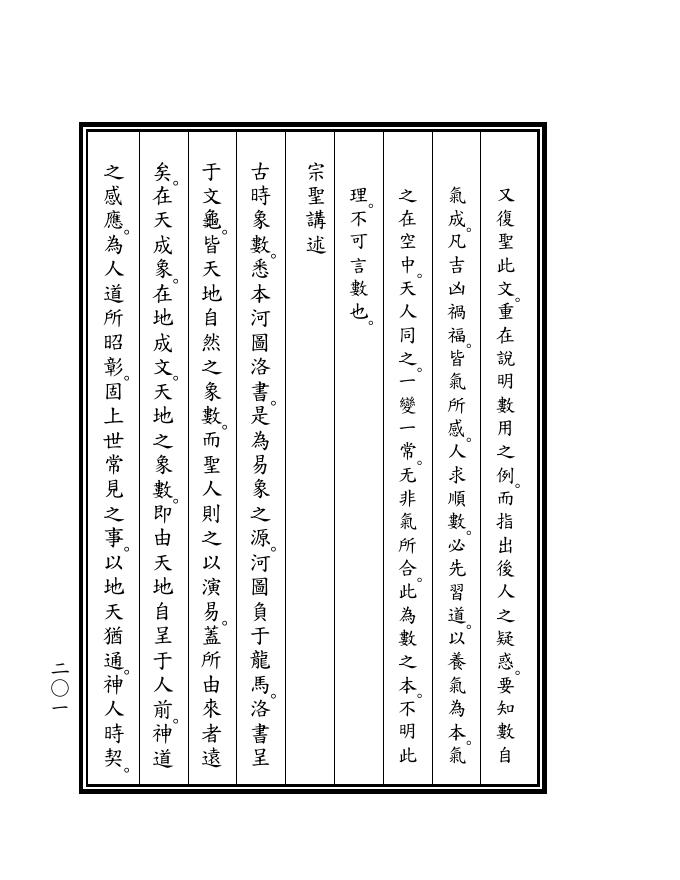 又復聖此文。重在說明數用之例。而指出後人之疑惑。要知數自
氣成。凡吉凶禍福。皆氣所感。人求順數。必先習道。以養氣為本。氣
之在空中。天人同之。一變一常。无非氣所合。此為數之本。不明此
理。不可言數也。
宗聖講述
古時象數。悉本河圖洛書。是為易象之源。河圖負于龍馬。洛書呈
于文龜。皆天地自然之象數。而聖人則之以演易。蓋所由來者遠
矣。在天成象。在地成文。天地之象數。即由天地自呈于人前。神道
之感應。為人道所昭彰。固上世常見之事。以地天猶通。神人時契。
二〇一